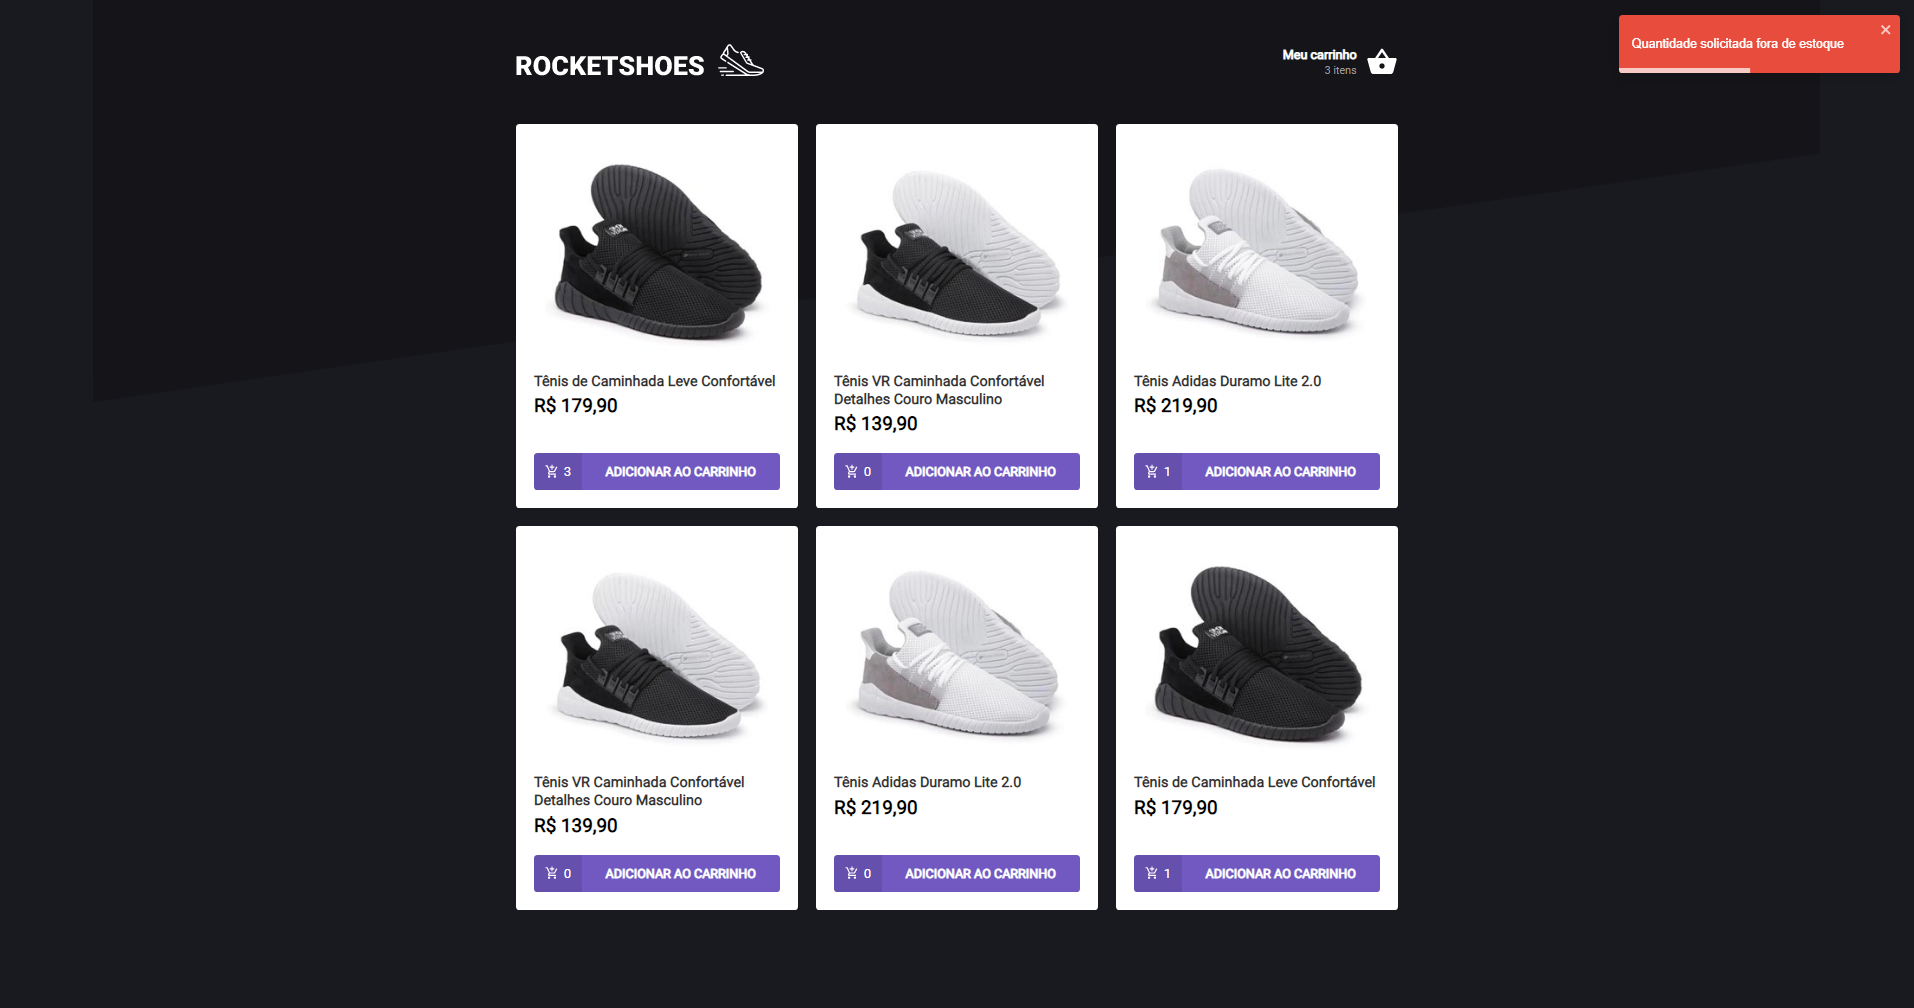 ROCKETSHOES
Meu carrinho
3 itens
Quantidade solicitada fora de estoque
Tênis de Caminhada Leve Confortável
R$ 179,90
3 ADICIONAR AO CARRINHO
Tênis VR Caminhada Confortável
Detalhes Couro Masculino
R$ 139,90
0 ADICIONAR AO CARRINHO
Tênis Adidas Duramo Lite 2.0
R$ 219,90
1 ADICIONAR AO CARRINHO
Tênis VR Caminhada Confortável
Detalhes Couro Masculino
R$ 139,90
0 ADICIONAR AO CARRINHO
Tênis Adidas Duramo Lite 2.0
R$ 219,90
0 ADICIONAR AO CARRINHO
Tênis de Caminhada Leve Confortável
R$ 179,90
1 ADICIONAR AO CARRINHO